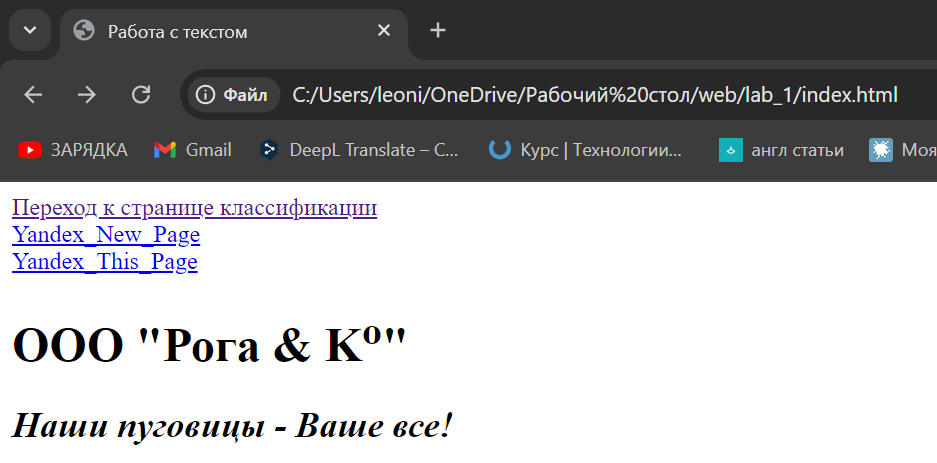 Работа с текстом
Файл C:/Users/leoni/OneDrive/Рабочий%20стол/web/lab_1/index.html
ЗАРЯДКА Gmail DeepL Translate – C... Курс | Технологии... англ статьи Моя
Переход к странице классификации
Yandex_New_Page
Yandex_This_Page
ООО "Рога & Kº"
Наши пуговицы - Ваше все!